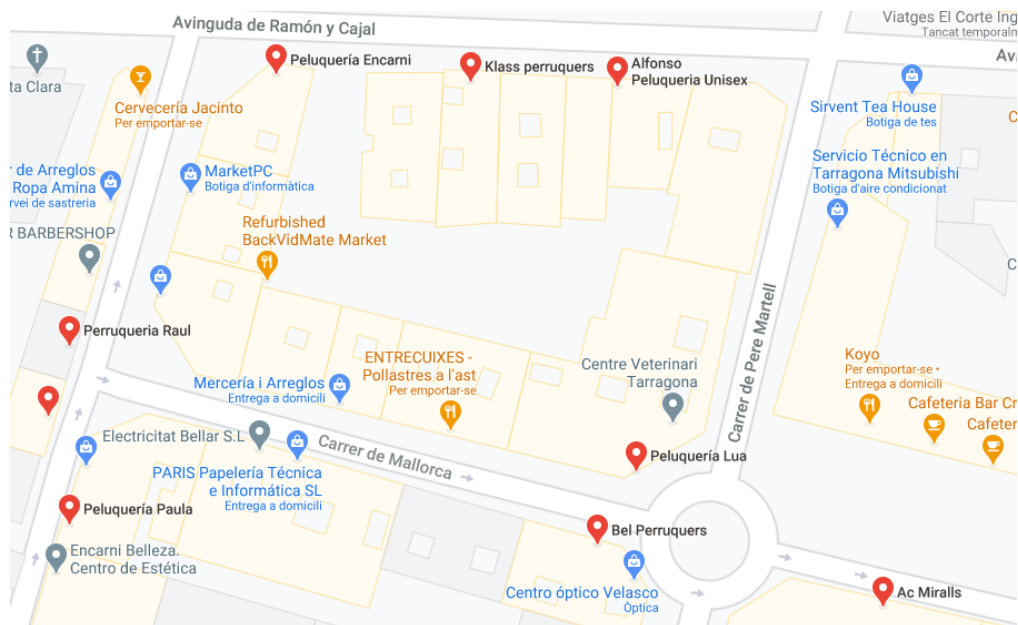 Avinguda de Ramón y Cajal
Viatges El Corte Ing
Tancat temporalm
Avi
ta Clara
Cervecería Jacinto
Per emportar-se
Peluquería Encarni
Klass perruquers
Alfonso
Peluqueria Unisex
Sirvent Tea House
Botiga de tes
C
r de Arreglos
Ropa Amina
rvei de sastreria
MarketPC
Botiga d'informàtica
Servicio Técnico en
Tarragona Mitsubishi
Botiga d'aire condicionat
R BARBERSHOP
Refurbished
BackVidMate Market
C
Perruqueria Raul
Carrer de Pere Martell
Mercería i Arreglos
Entrega a domicili
ENTRECUIXES -
Pollastres a l'ast
Per emportar-se
Centre Veterinari
Tarragona
Koyo
Per emportar-se •
Entrega a domicili
Cafeteria Bar Cr
Cafeter
Electricitat Bellar S.L
Carrer de Mallorca
PARIS Papelería Técnica
e Informática SL
Entrega a domicili
Peluquería Lua
Peluquería Paula
Bel Perruquers
Encarni Belleza.
Centro de Estética
Centro óptico Velasco
Òptica
Ac Miralls